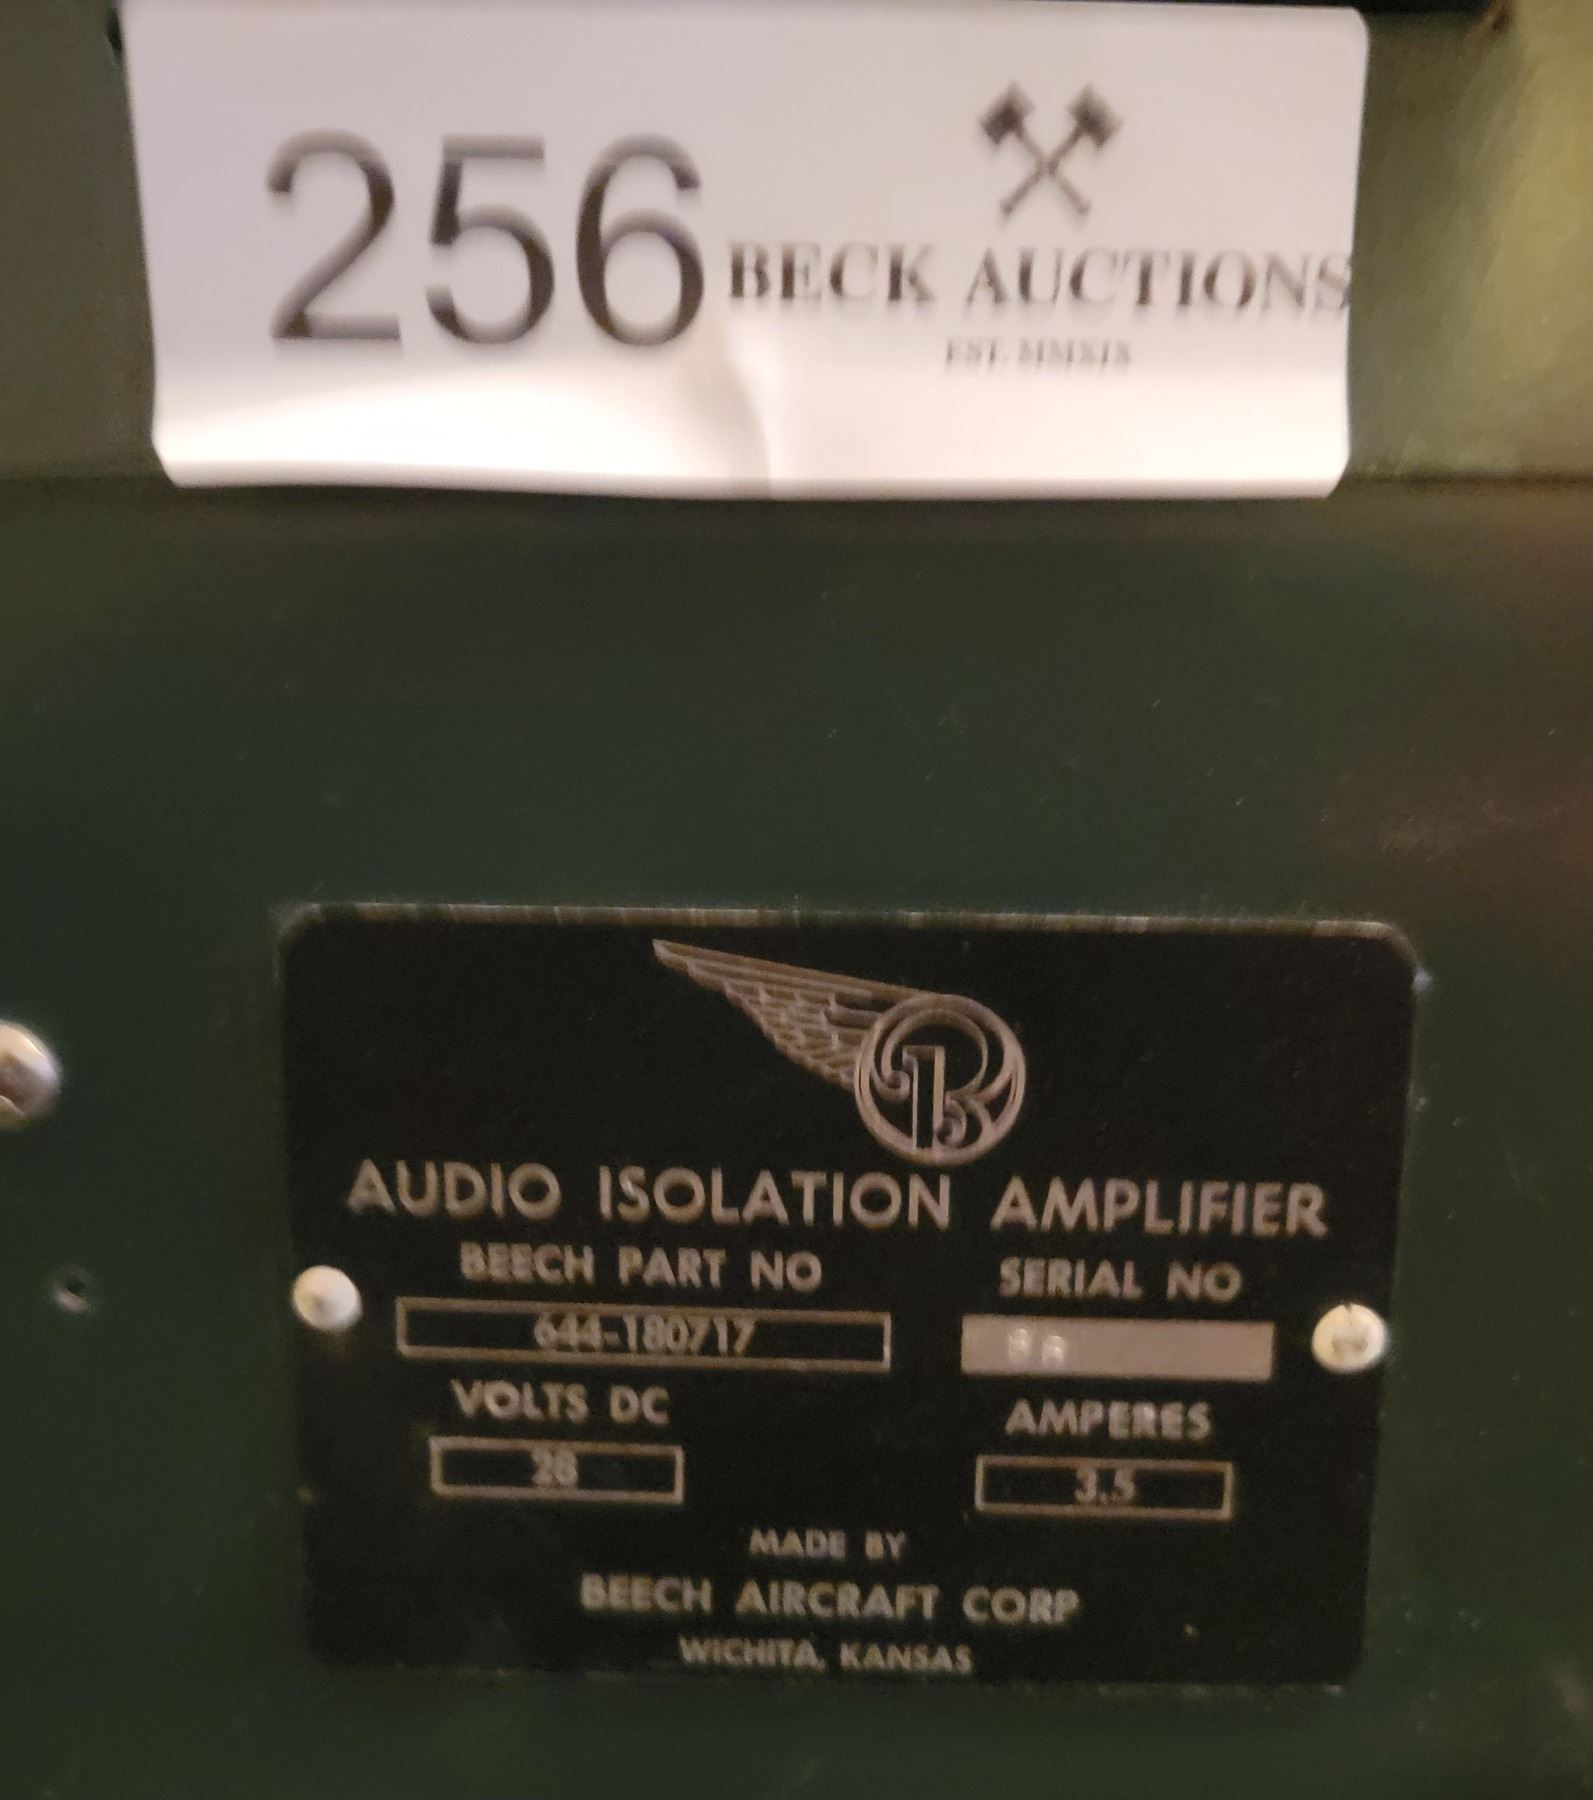 256
BECK AUCTIONS
EST. MMXIX
B
AUDIO ISOLATION AMPLIFIER
BEECH PART NO SERIAL NO
644-180717
VOLTS DC AMPERES
28 3.5
MADE BY
BEECH AIRCRAFT CORP
WICHITA, KANSAS